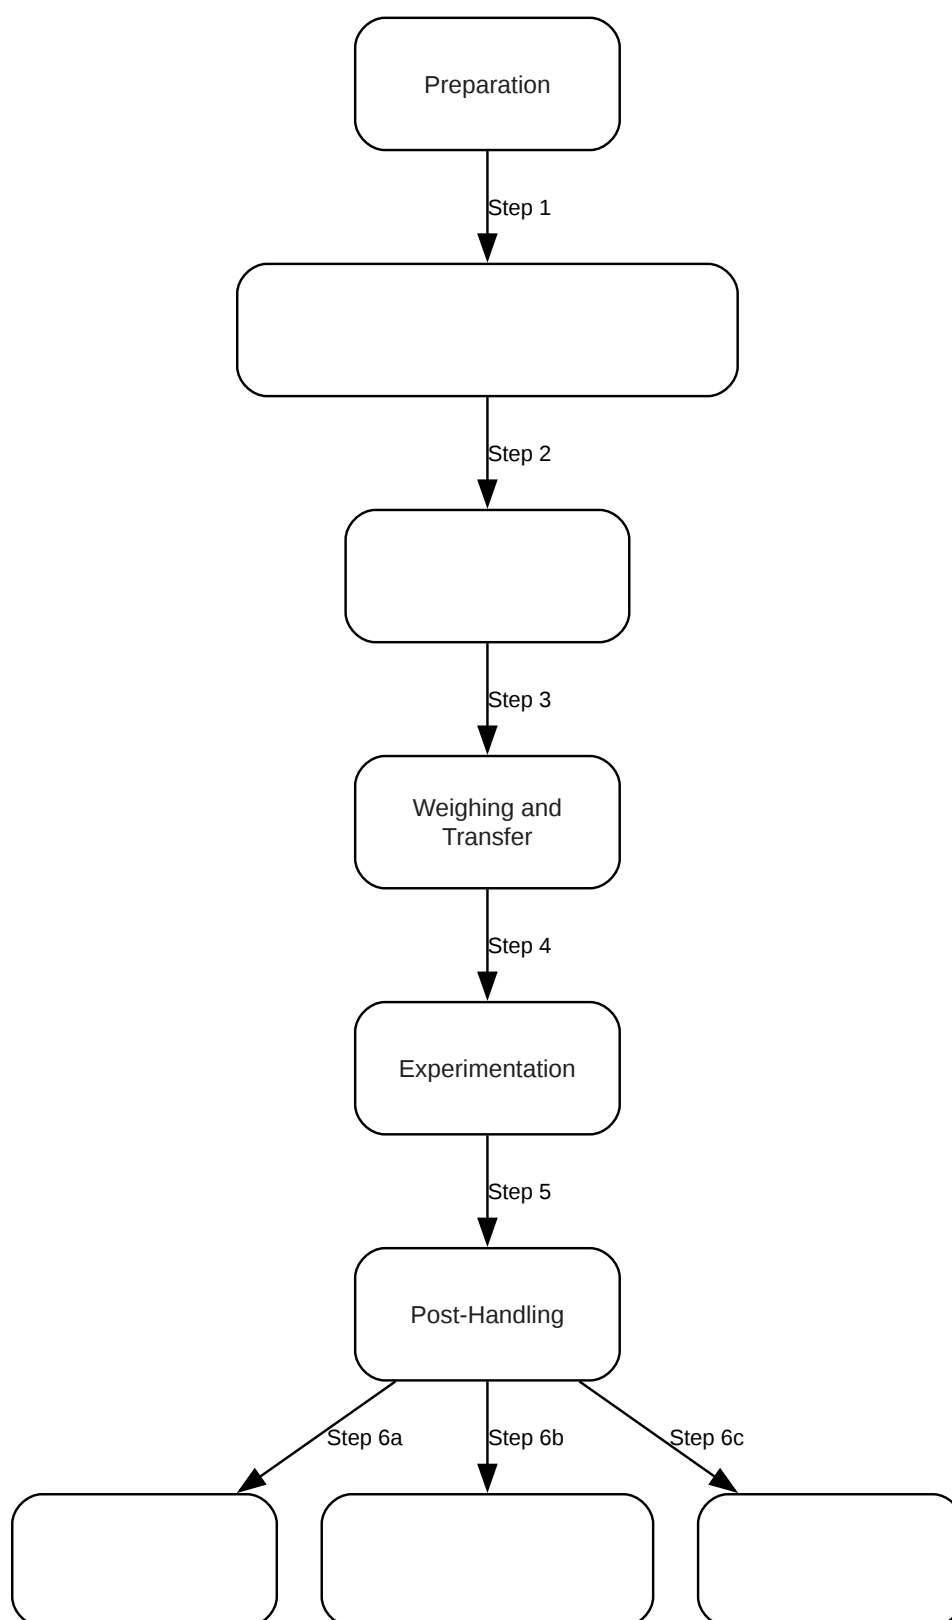 Preparation
Step 1
Step 2
Step 3
Weighing and
Transfer
Step 4
Experimentation
Step 5
Post-Handling
Step 6a
Step 6b
Step 6c